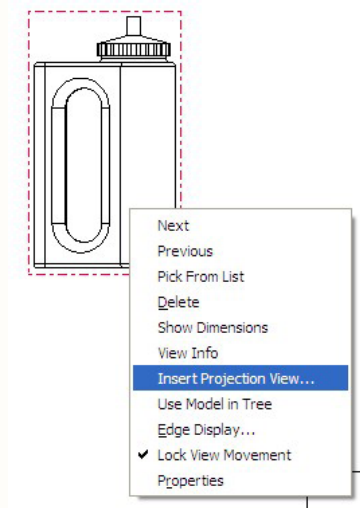 Next
Previous
Pick From List
Delete
Show Dimensions
View Info
Insert Projection View...
Use Model in Tree
Edge Display...
Lock View Movement
Properties